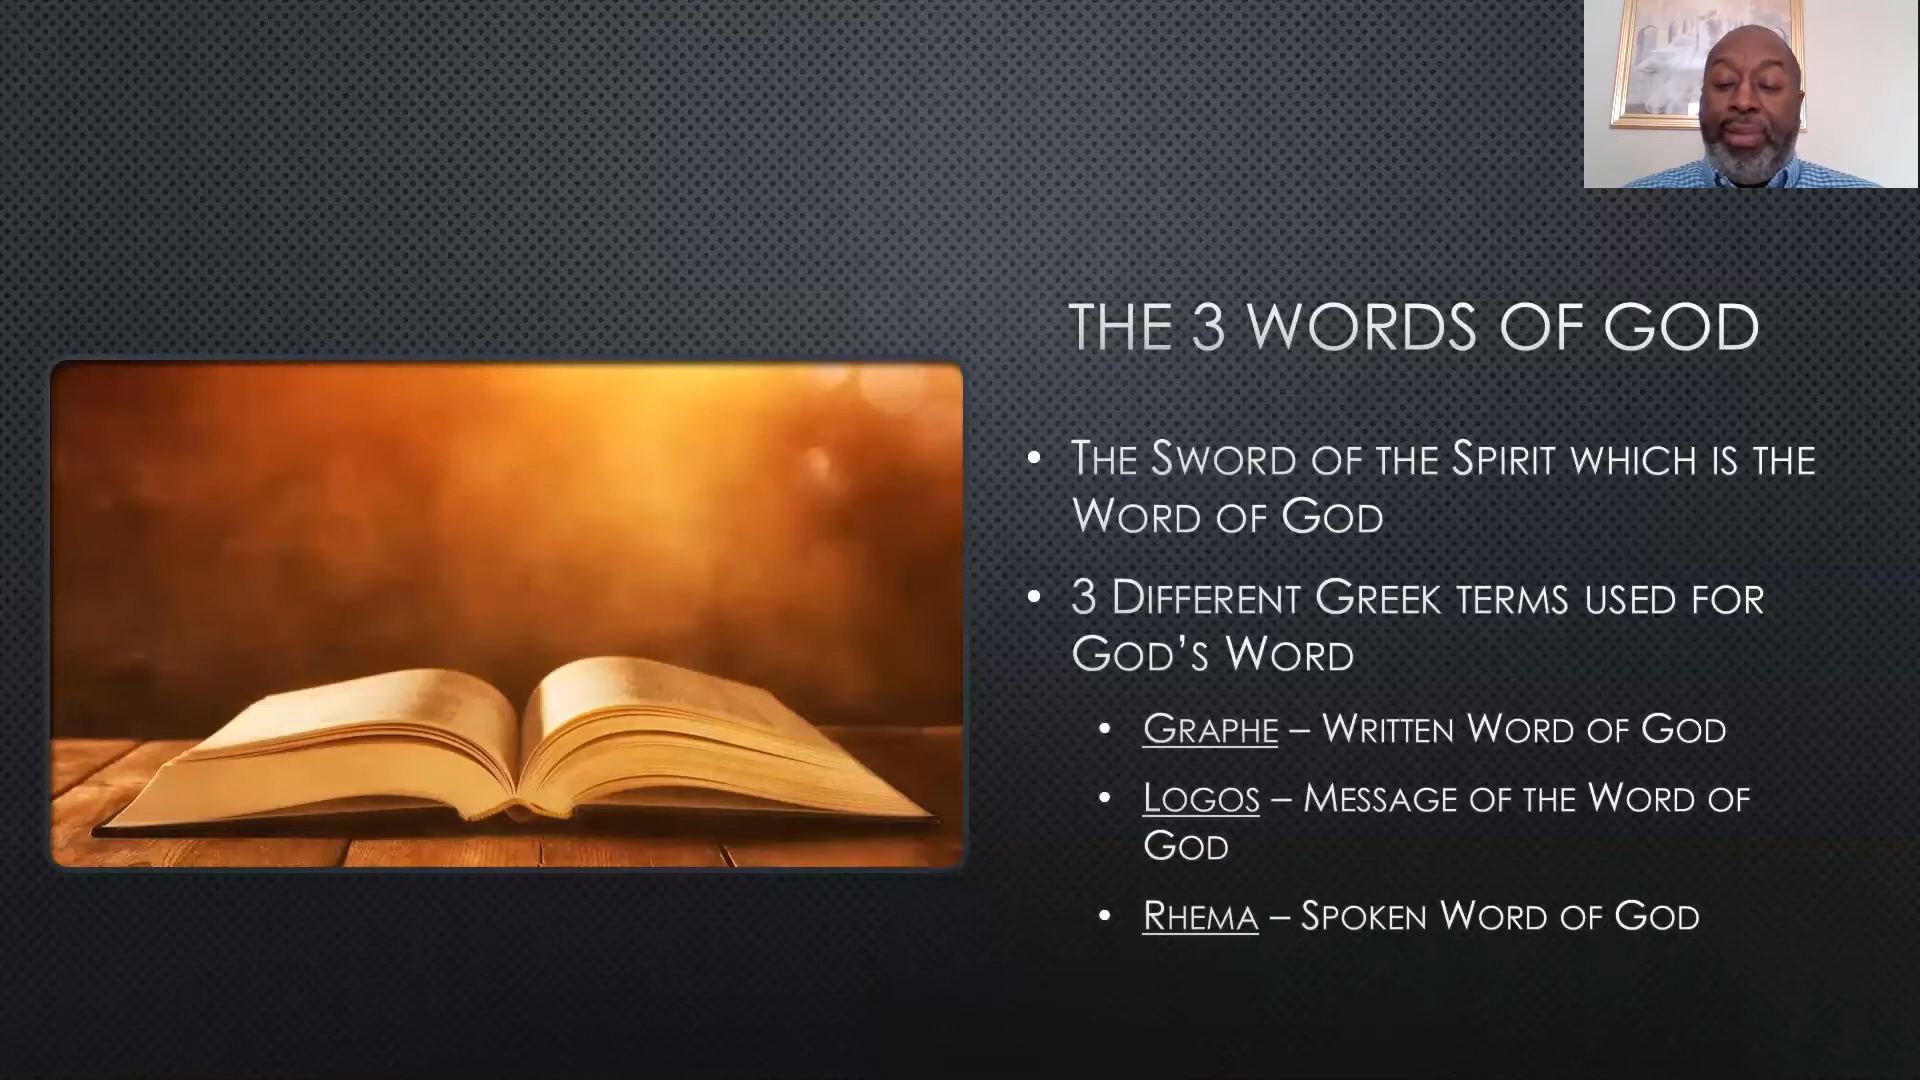 THE 3 WORDS OF GOD
• THE SWORD OF THE SPIRIT WHICH IS THE
WORD OF GOD
• 3 DIFFERENT GREEK TERMS USED FOR
GOD’S WORD
• GRAPHE – WRITTEN WORD OF GOD
• LOGOS – MESSAGE OF THE WORD OF
GOD
• RHEMA – SPOKEN WORD OF GOD